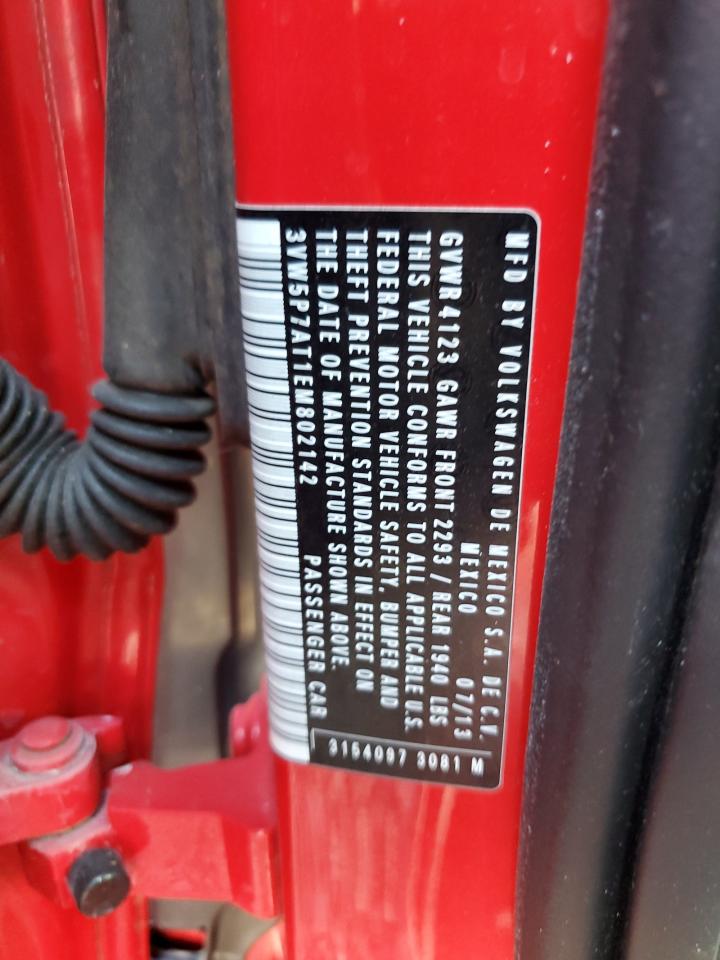 MFD BY VOLKSWAGEN DE MEXICO S.A. DE C.V.
MEXICO 07/13
GVWR 4123 GAWR FRONT 2293 / REAR 1940 LBS
THIS VEHICLE CONFORMS TO ALL APPLICABLE U.S.
FEDERAL MOTOR VEHICLE SAFETY, BUMPER AND
THEFT PREVENTION STANDARDS IN EFFECT ON
THE DATE OF MANUFACTURE SHOWN ABOVE.
3VW5P7AT1EM802142 PASSENGER CAR
3154097 3081 M